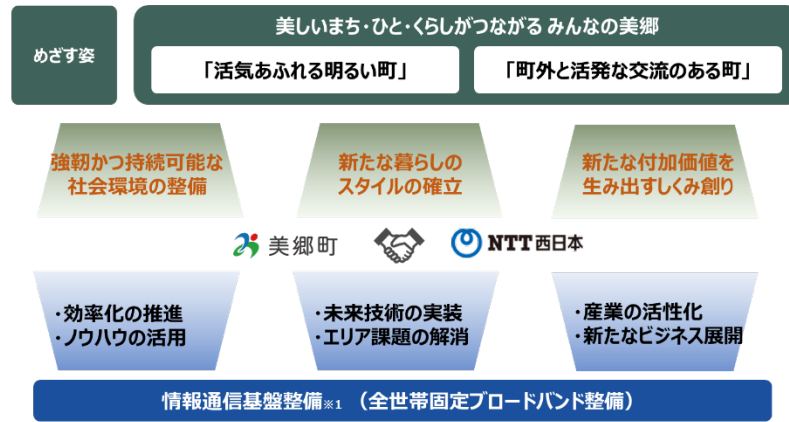 めざす姿
美しいまち・ひと・くらしがつながる みんなの美郷
「活気あふれる明るい町」
「町外と活発な交流のある町」
強靭かつ持続可能な
社会環境の整備
新たな暮らしの
スタイルの確立
新たな付加価値を
生み出すしくみ創り
美郷町
NTT西日本
・効率化の推進
・ノウハウの活用
・未来技術の実装
・エリア課題の解消
・産業の活性化
・新たなビジネス展開
情報通信基盤整備※1 （全世帯固定ブロードバンド整備）